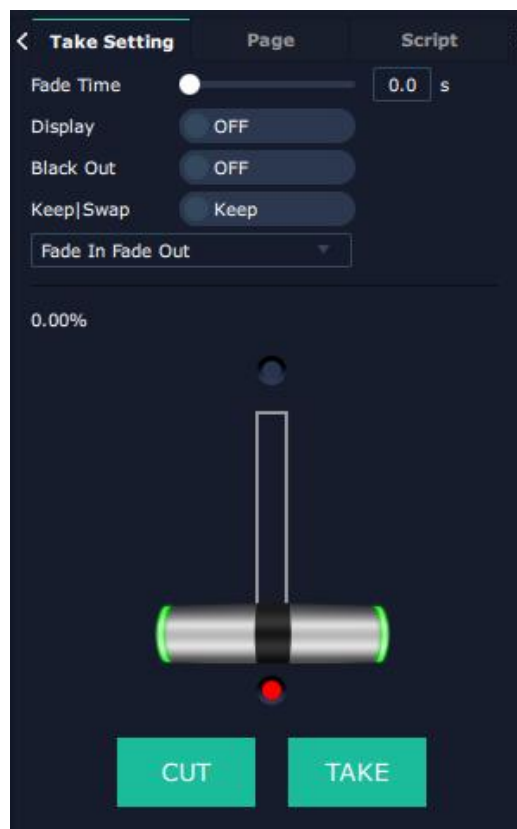 Take Setting Page Script
Fade Time 0.0 s
Display OFF
Black Out OFF
Keep|Swap Keep
Fade In Fade Out
0.00%
CUT TAKE